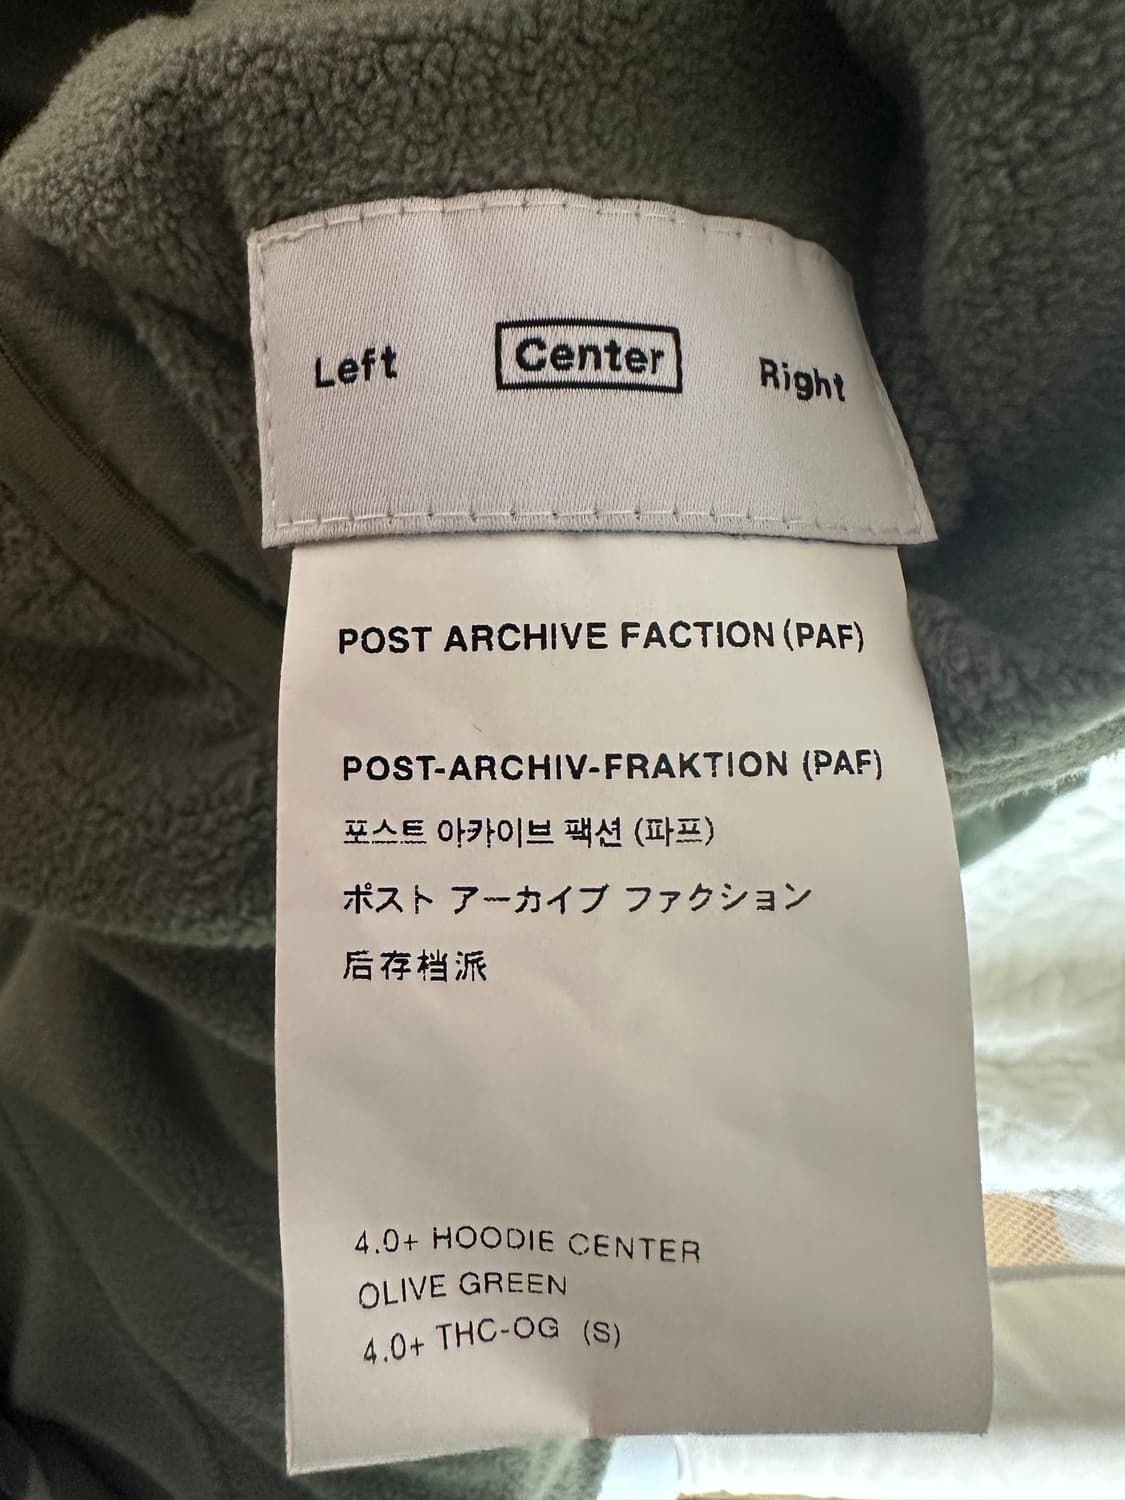 Left Center Right
POST ARCHIVE FACTION (PAF)
POST-ARCHIV-FRAKTION (PAF)
포스트 아카이브 팩션 (파프)
ポスト アーカイブ ファクション
后存档派
4.0+ HOODIE CENTER
OLIVE GREEN
4.0+ THC-OG (S)